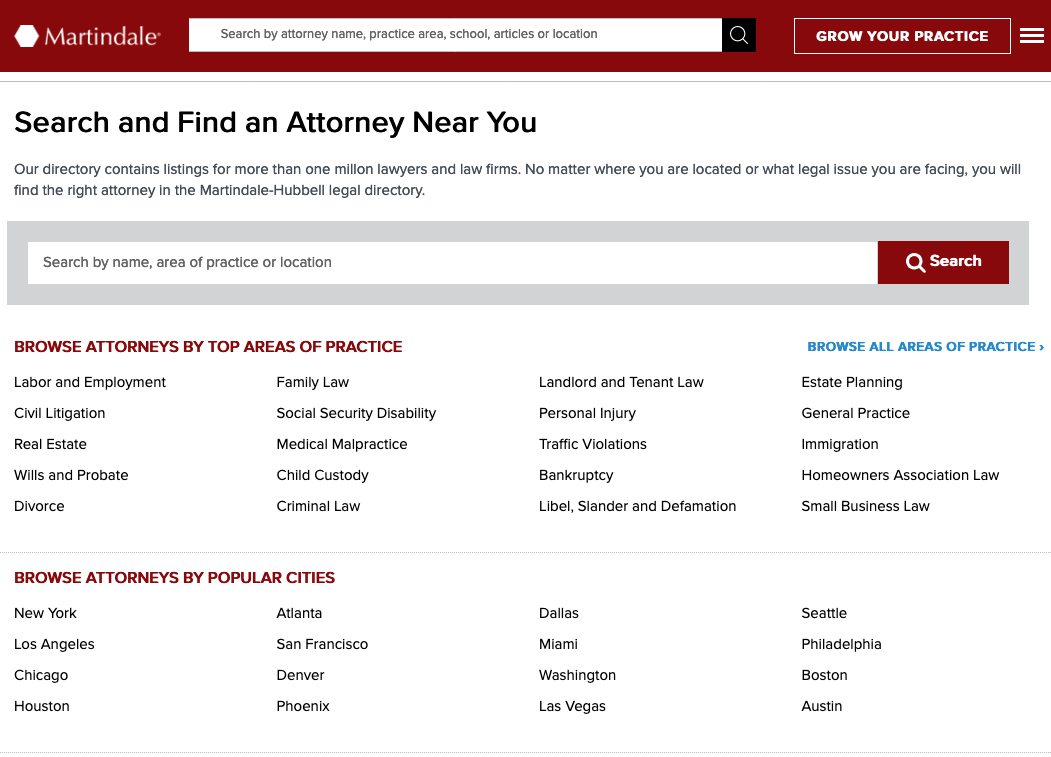 Martindale
Search by attorney name, practice area, school, articles or location
GROW YOUR PRACTICE
Search and Find an Attorney Near You
Our directory contains listings for more than one millon lawyers and law firms. No matter where you are located or what legal issue you are facing, you will
find the right attorney in the Martindale-Hubbell legal directory.
Search by name, area of practice or location
Search
BROWSE ATTORNEYS BY TOP AREAS OF PRACTICE
BROWSE ALL AREAS OF PRACTICE ›
Labor and Employment
Family Law
Landlord and Tenant Law
Estate Planning
Civil Litigation
Social Security Disability
Personal Injury
General Practice
Real Estate
Medical Malpractice
Traffic Violations
Immigration
Wills and Probate
Child Custody
Bankruptcy
Homeowners Association Law
Divorce
Criminal Law
Libel, Slander and Defamation
Small Business Law
BROWSE ATTORNEYS BY POPULAR CITIES
New York
Atlanta
Dallas
Seattle
Los Angeles
San Francisco
Miami
Philadelphia
Chicago
Denver
Washington
Boston
Houston
Phoenix
Las Vegas
Austin